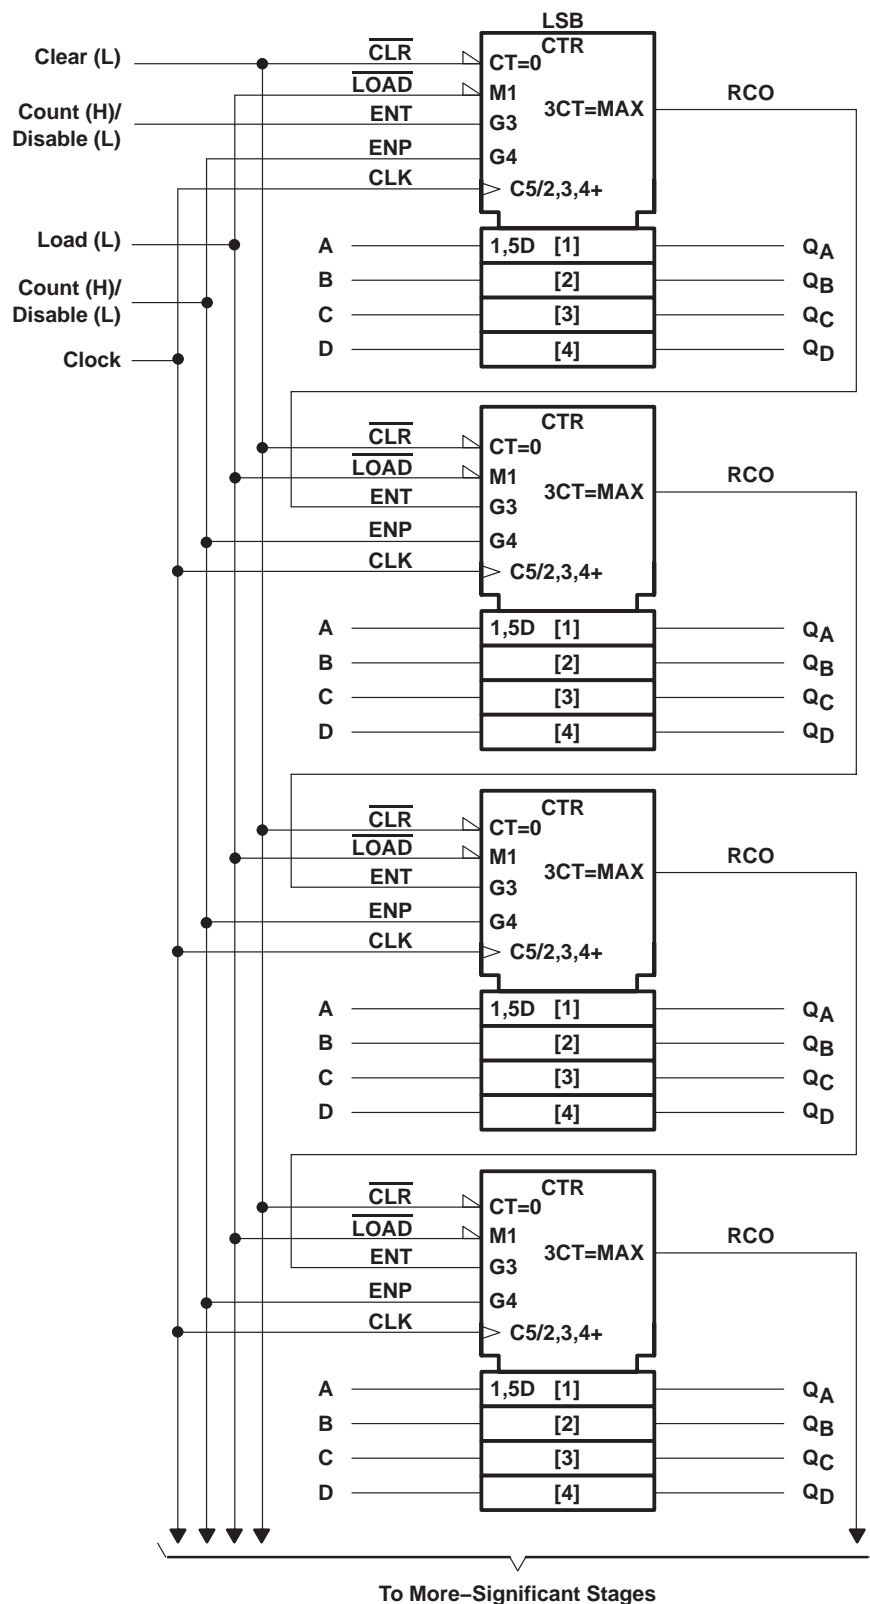 LSB
Clear (L)
CLR
CTR
CT=0
LOAD
M1
RCO
Count (H)/
Disable (L)
ENT
G3
3CT=MAX
ENP
G4
CLK
C5/2,3,4+
Load (L)
A
1,5D [1]
QA
Count (H)/
Disable (L)
B
[2]
QB
C
[3]
QC
Clock
D
[4]
QD
CTR
CLR
CT=0
LOAD
M1
RCO
ENT
G3
3CT=MAX
ENP
G4
CLK
C5/2,3,4+
A
1,5D [1]
QA
B
[2]
QB
C
[3]
QC
D
[4]
QD
CTR
CLR
CT=0
LOAD
M1
RCO
ENT
G3
3CT=MAX
ENP
G4
CLK
C5/2,3,4+
A
1,5D [1]
QA
B
[2]
QB
C
[3]
QC
D
[4]
QD
CTR
CLR
CT=0
LOAD
M1
RCO
ENT
G3
3CT=MAX
ENP
G4
CLK
C5/2,3,4+
A
1,5D [1]
QA
B
[2]
QB
C
[3]
QC
D
[4]
QD
To More−Significant Stages